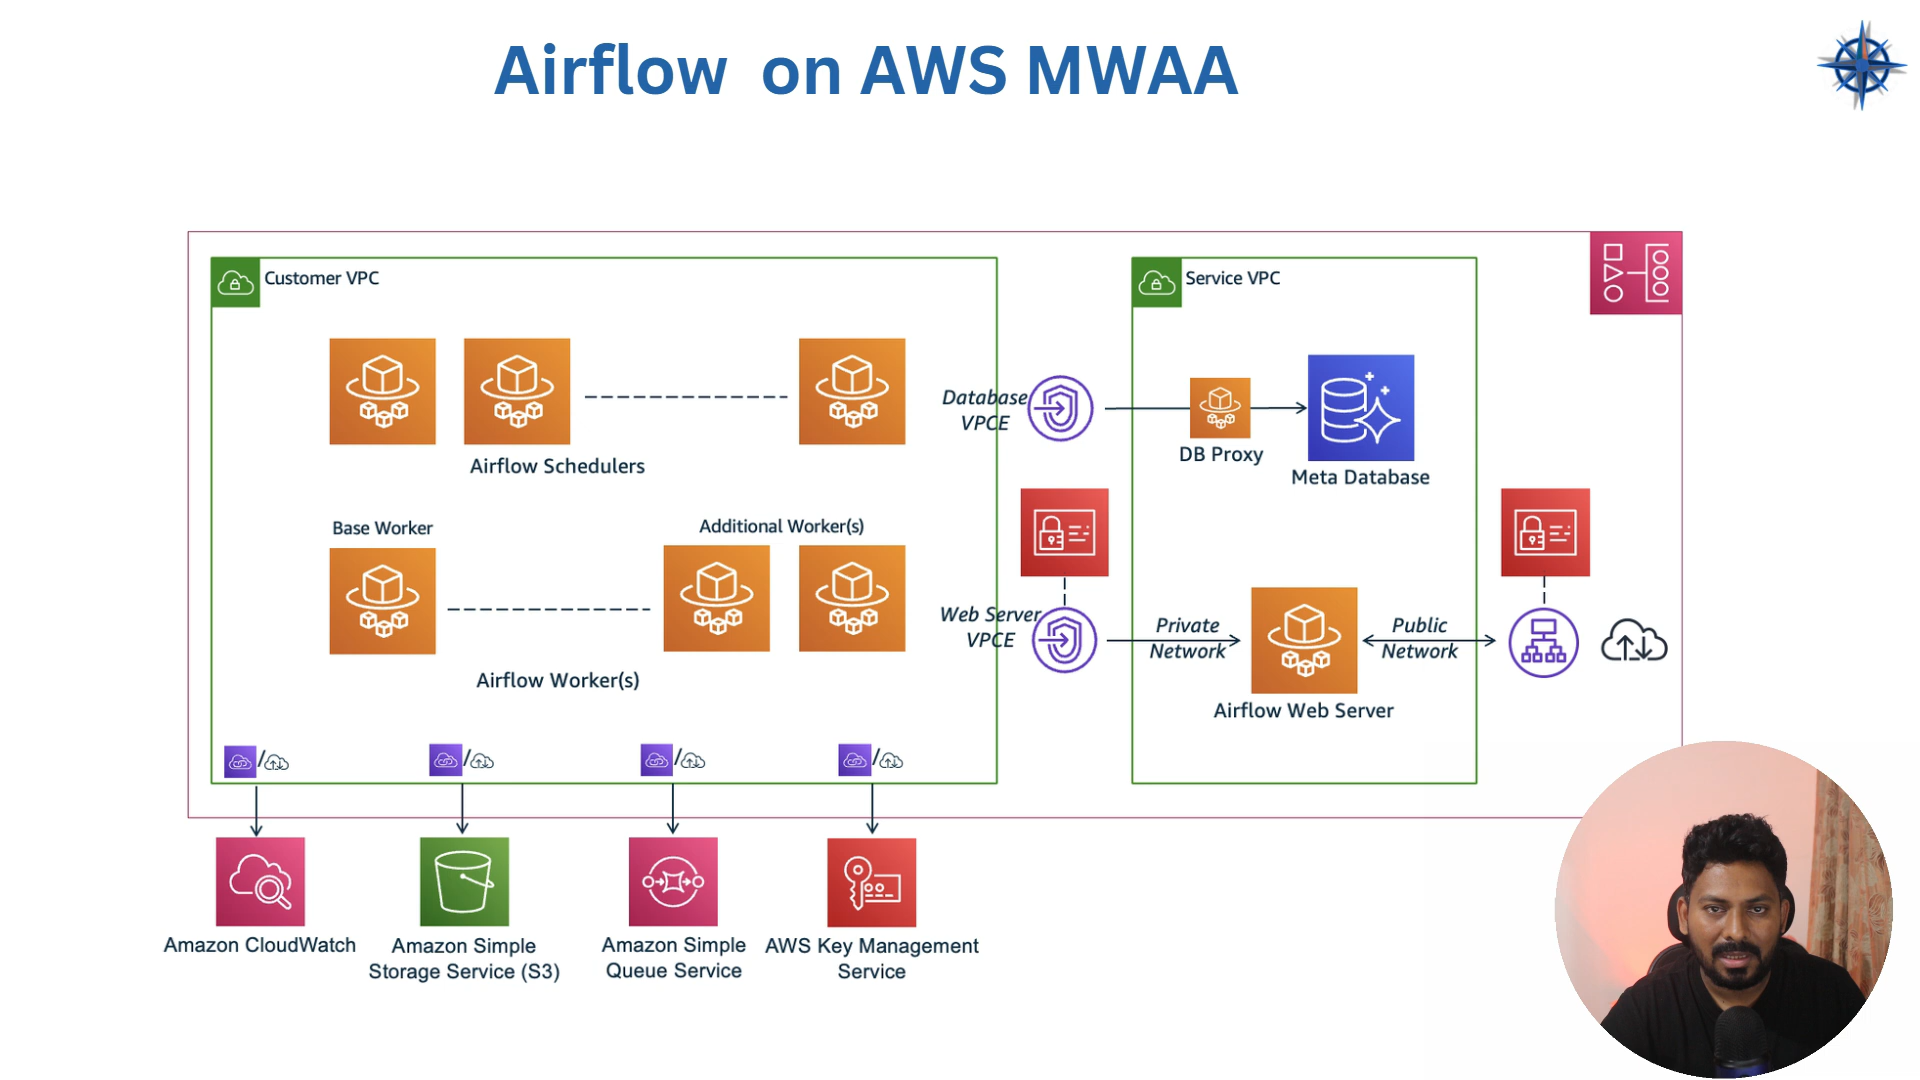 Airflow on AWS MWAA
Customer VPC
Service VPC
Airflow Schedulers
Database
VPCE
DB Proxy
Meta Database
Base Worker
Additional Worker(s)
Airflow Worker(s)
Web Server
VPCE
Private
Network
Public
Network
Airflow Web Server
/
/
/
/
Amazon CloudWatch
Amazon Simple
Storage Service (S3)
Amazon Simple
Queue Service
AWS Key Management
Service